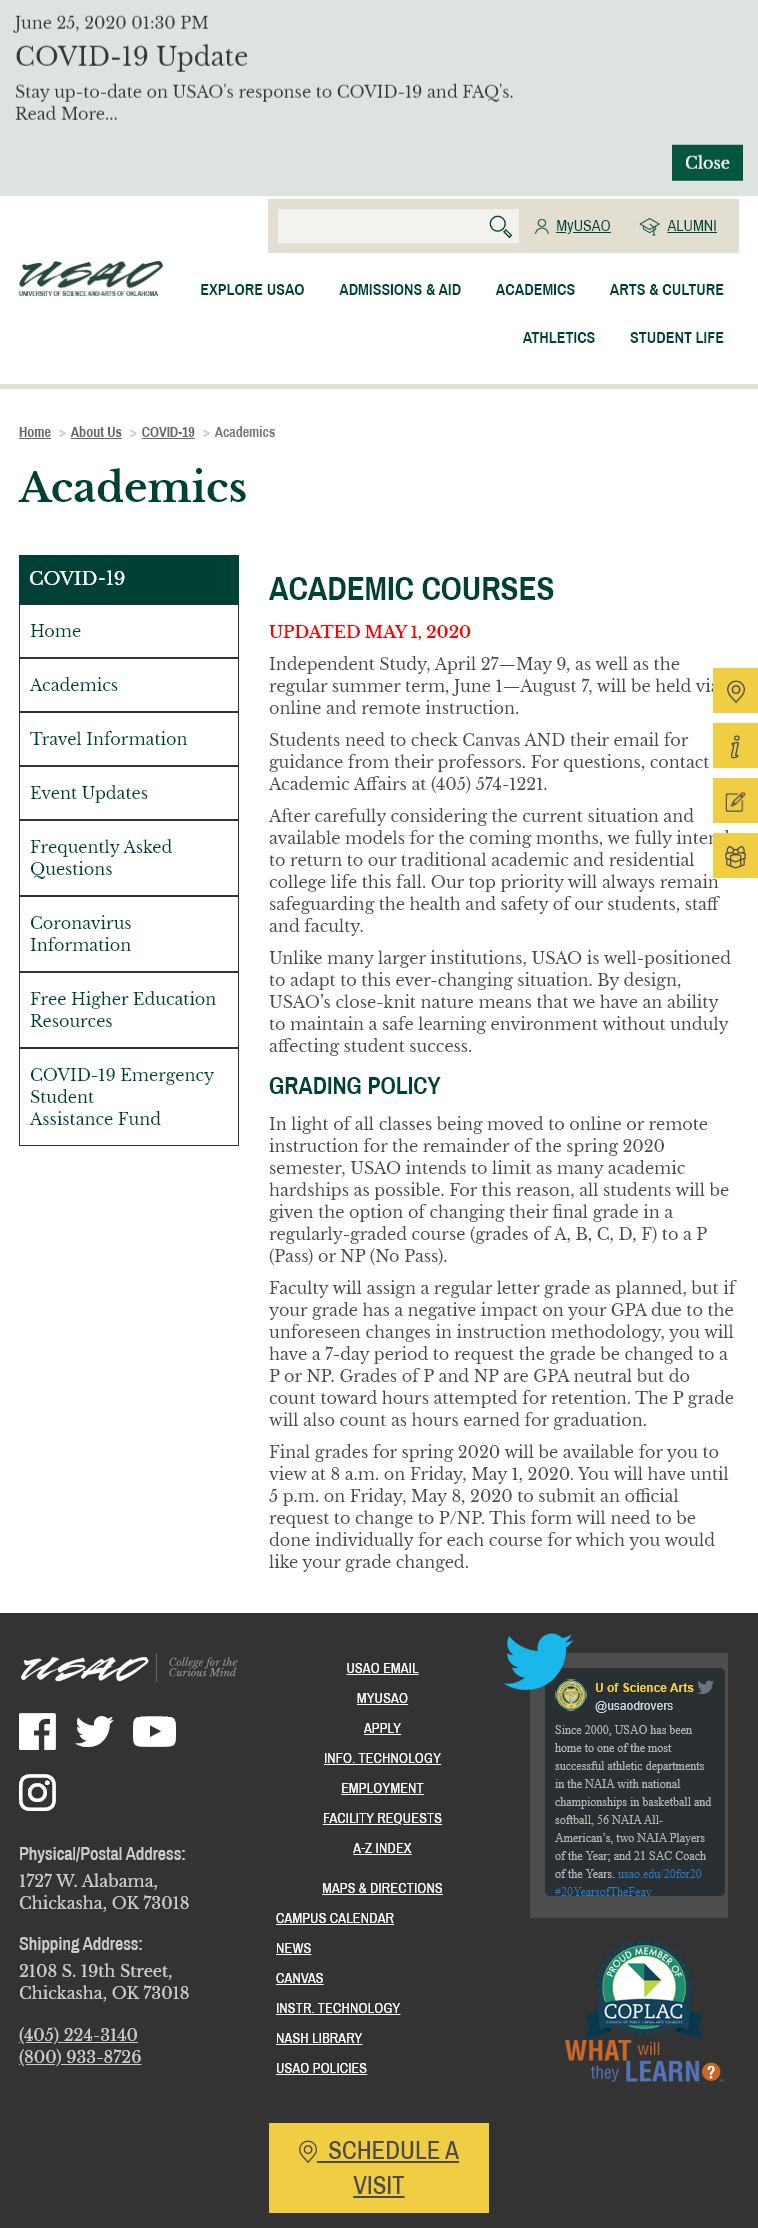 June 25, 2020 01:30 PM
COVID-19 Update
Stay up-to-date on USAO's response to COVID-19 and FAQ's.
Read More...
Close
MyUSAO
ALUMNI
USAO
UNIVERSITY OF SCIENCE AND ARTS OF OKLAHOMA
EXPLORE USAO
ADMISSIONS & AID
ACADEMICS
ARTS & CULTURE
ATHLETICS
STUDENT LIFE
Home > About Us > COVID-19 > Academics
Academics
COVID-19
Home
Academics
Travel Information
Event Updates
Frequently Asked
Questions
Coronavirus
Information
Free Higher Education
Resources
COVID-19 Emergency
Student
Assistance Fund
ACADEMIC COURSES
UPDATED MAY 1, 2020
Independent Study, April 27—May 9, as well as the
regular summer term, June 1—August 7, will be held via
online and remote instruction.
Students need to check Canvas AND their email for
guidance from their professors. For questions, contact
Academic Affairs at (405) 574-1221.
After carefully considering the current situation and
available models for the coming months, we fully intend
to return to our traditional academic and residential
college life this fall. Our top priority will always remain
safeguarding the health and safety of our students, staff
and faculty.
Unlike many larger institutions, USAO is well-positioned
to adapt to this ever-changing situation. By design,
USAO’s close-knit nature means that we have an ability
to maintain a safe learning environment without unduly
affecting student success.
GRADING POLICY
In light of all classes being moved to online or remote
instruction for the remainder of the spring 2020
semester, USAO intends to limit as many academic
hardships as possible. For this reason, all students will be
given the option of changing their final grade in a
regularly-graded course (grades of A, B, C, D, F) to a P
(Pass) or NP (No Pass).
Faculty will assign a regular letter grade as planned, but if
your grade has a negative impact on your GPA due to the
unforeseen changes in instruction methodology, you will
have a 7-day period to request the grade be changed to a
P or NP. Grades of P and NP are GPA neutral but do
count toward hours attempted for retention. The P grade
will also count as hours earned for graduation.
Final grades for spring 2020 will be available for you to
view at 8 a.m. on Friday, May 1, 2020. You will have until
5 p.m. on Friday, May 8, 2020 to submit an official
request to change to P/NP. This form will need to be
done individually for each course for which you would
like your grade changed.
USAO
College for the
Curious Mind
Physical/Postal Address:
1727 W. Alabama,
Chickasha, OK 73018
Shipping Address:
2108 S. 19th Street,
Chickasha, OK 73018
(405) 224-3140
(800) 933-8726
USAO EMAIL
MYUSAO
APPLY
INFO. TECHNOLOGY
EMPLOYMENT
FACILITY REQUESTS
A-Z INDEX
MAPS & DIRECTIONS
CAMPUS CALENDAR
NEWS
CANVAS
INSTR. TECHNOLOGY
NASH LIBRARY
USAO POLICIES
SCHEDULE A
VISIT
U of Science Arts
@usaodrovers
Since 2000, USAO has been
home to one of the most
successful athletic departments
in the NAIA with national
championships in basketball and
softball, 56 NAIA All-
American’s, two NAIA Players
of the Year; and 21 SAC Coach
of the Years. usao.edu/20for20
#20YearsofTheFeay
PROUD MEMBER OF
COPLAC
WHAT will
they LEARN?